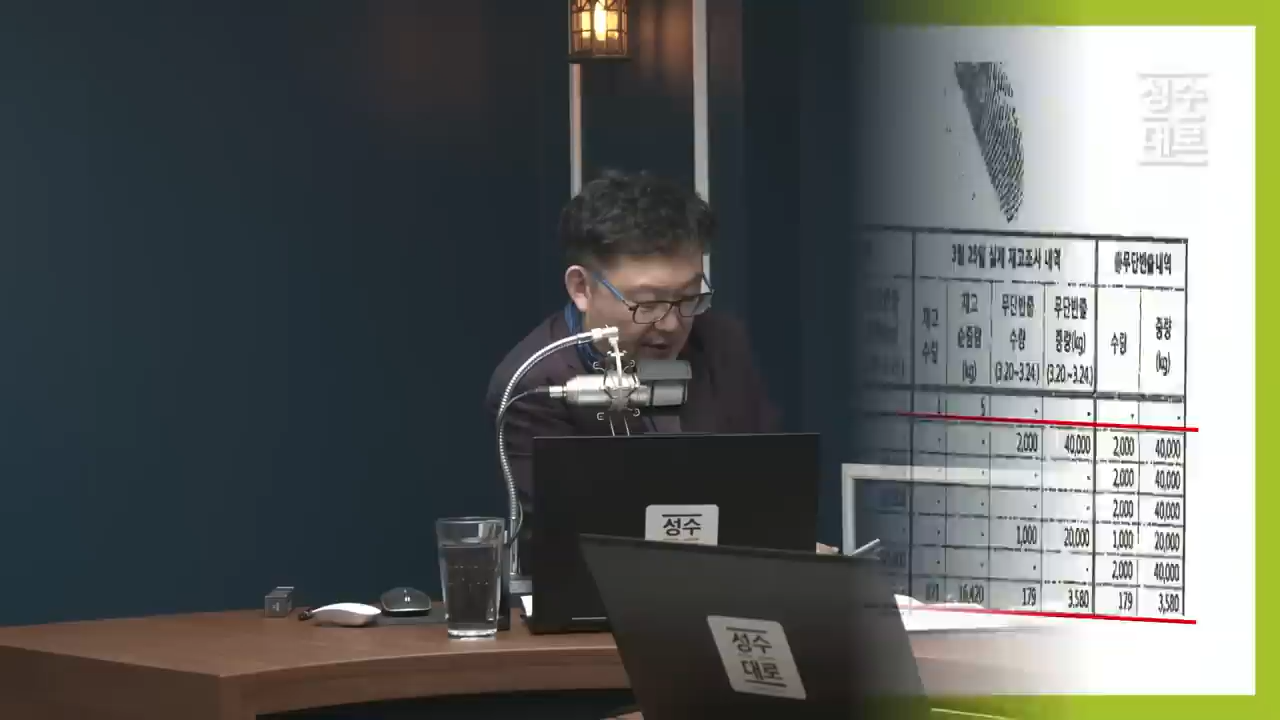 성수
대로
3월 25일 실제 재고조사 내역
총무단반출내역
재고
수량
재고
순중량
(kg)
무단반출
수량
(3.20~3.24)
무단반출
중량(kg)
(3.20~3.24)
수량
중량
(kg)
5 - - - -
- - 2,000 40,000 2,000 40,000
- - - - 2,000 40,000
- - - - 2,000 40,000
- - 1,000 20,000 1,000 20,000
- - - - 2,000 40,000
821 16,420 179 3,580 179 3,580
성수
성수
대로